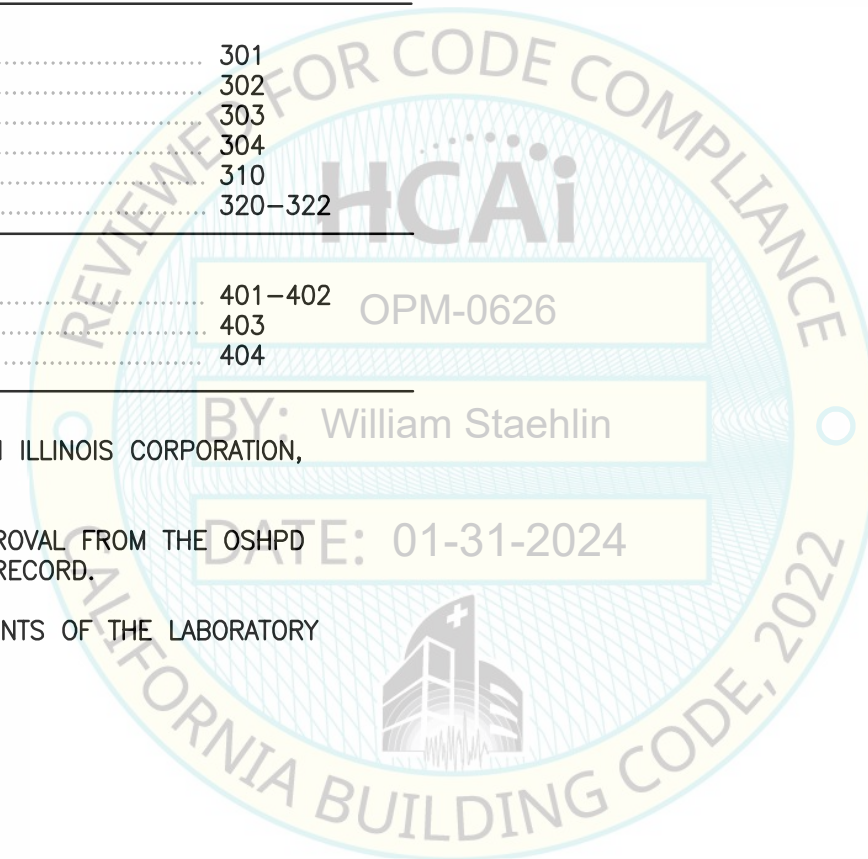 301
302
303
304
310
320-322
401-402
403
404
ILLINOIS CORPORATION,
FROM THE OSHPD
RECORD.
OF THE LABORATORY
REVIEWED FOR CODE COMPLIANCE
HCAi
OPM-0626
BY: William Staehlin
DATE: 01-31-2024
CALIFORNIA BUILDING CODE, 2022